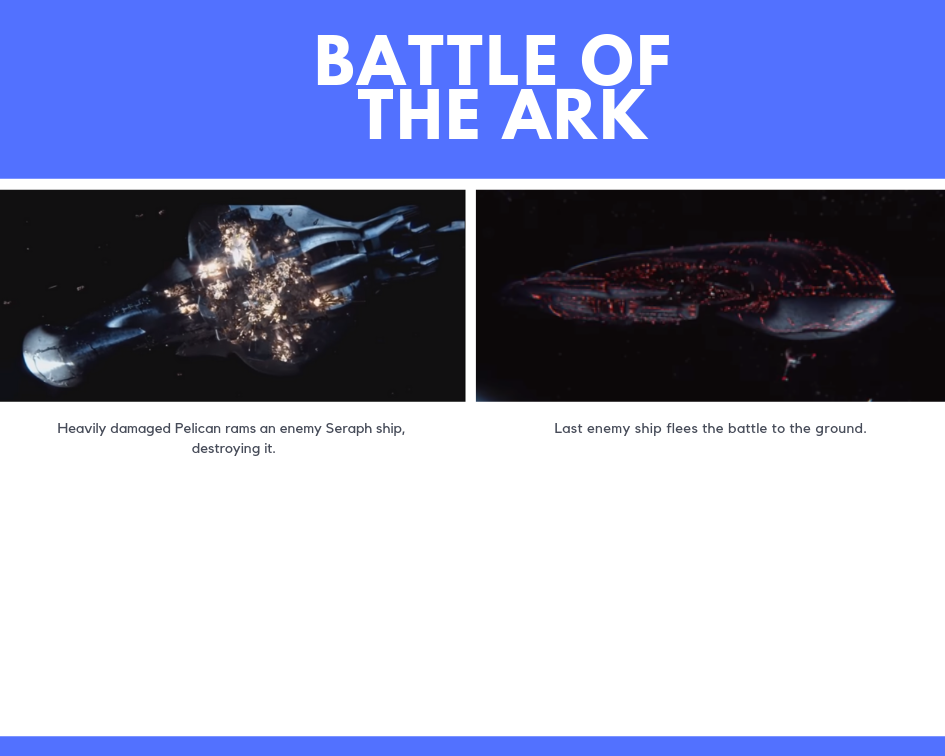 BATTLE OF
THE ARK
Heavily damaged Pelican rams an enemy Seraph ship,
destroying it.
Last enemy ship flees the battle to the ground.